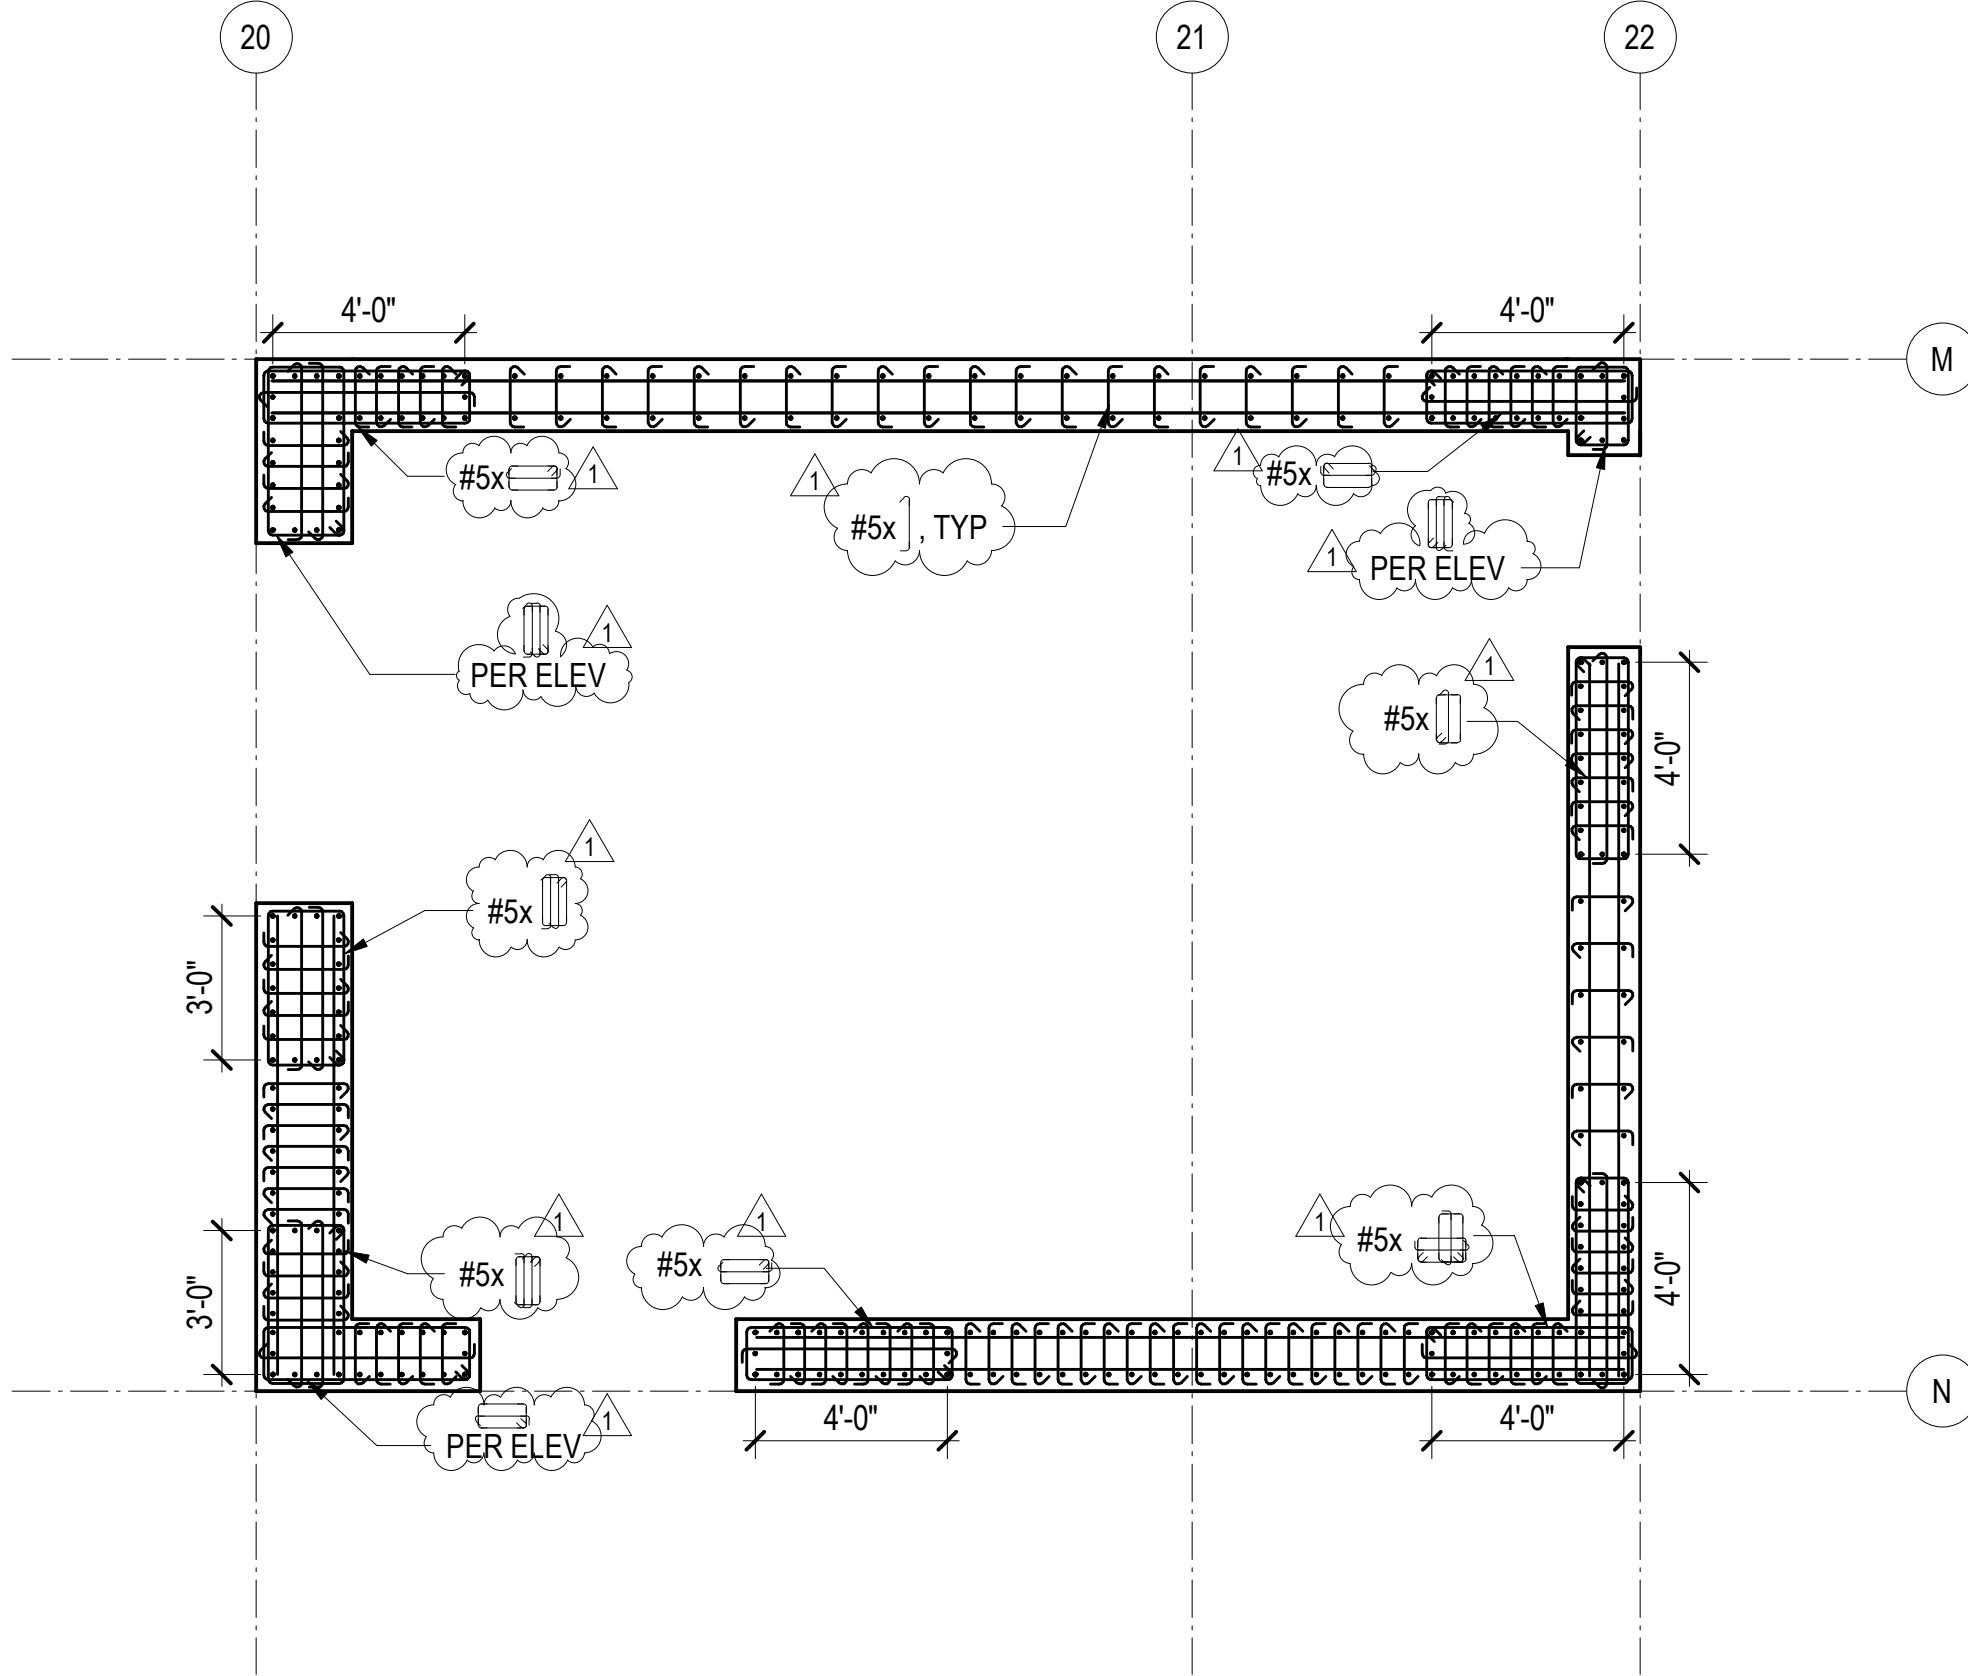 20
21
22
4'-0"
4'-0"
M
#5x
1
1
#5x , TYP
1
#5x
1
PER ELEV
1
PER ELEV
1
#5x
4'-0"
1
#5x
3'-0"
1
#5x
3'-0"
1
#5x
1
#5x
4'-0"
N
1
PER ELEV
4'-0"
4'-0"